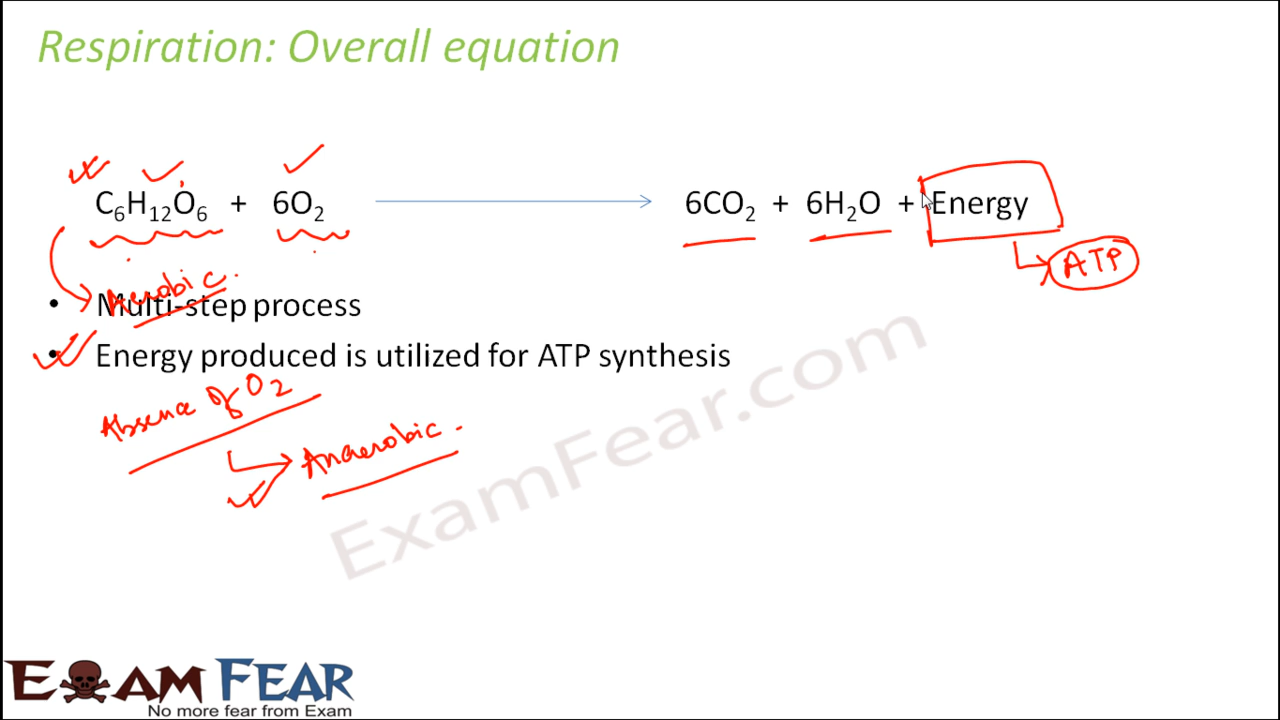 Respiration: Overall equation
C₆H₁₂O₆ + 6O₂ → 6CO₂ + 6H₂O + Energy
ATP
Aerobic.
• Multi-step process
• Energy produced is utilized for ATP synthesis
Absence of O2
Anaerobic.
ExamFear.com
EXAM FEAR
No more fear from Exam